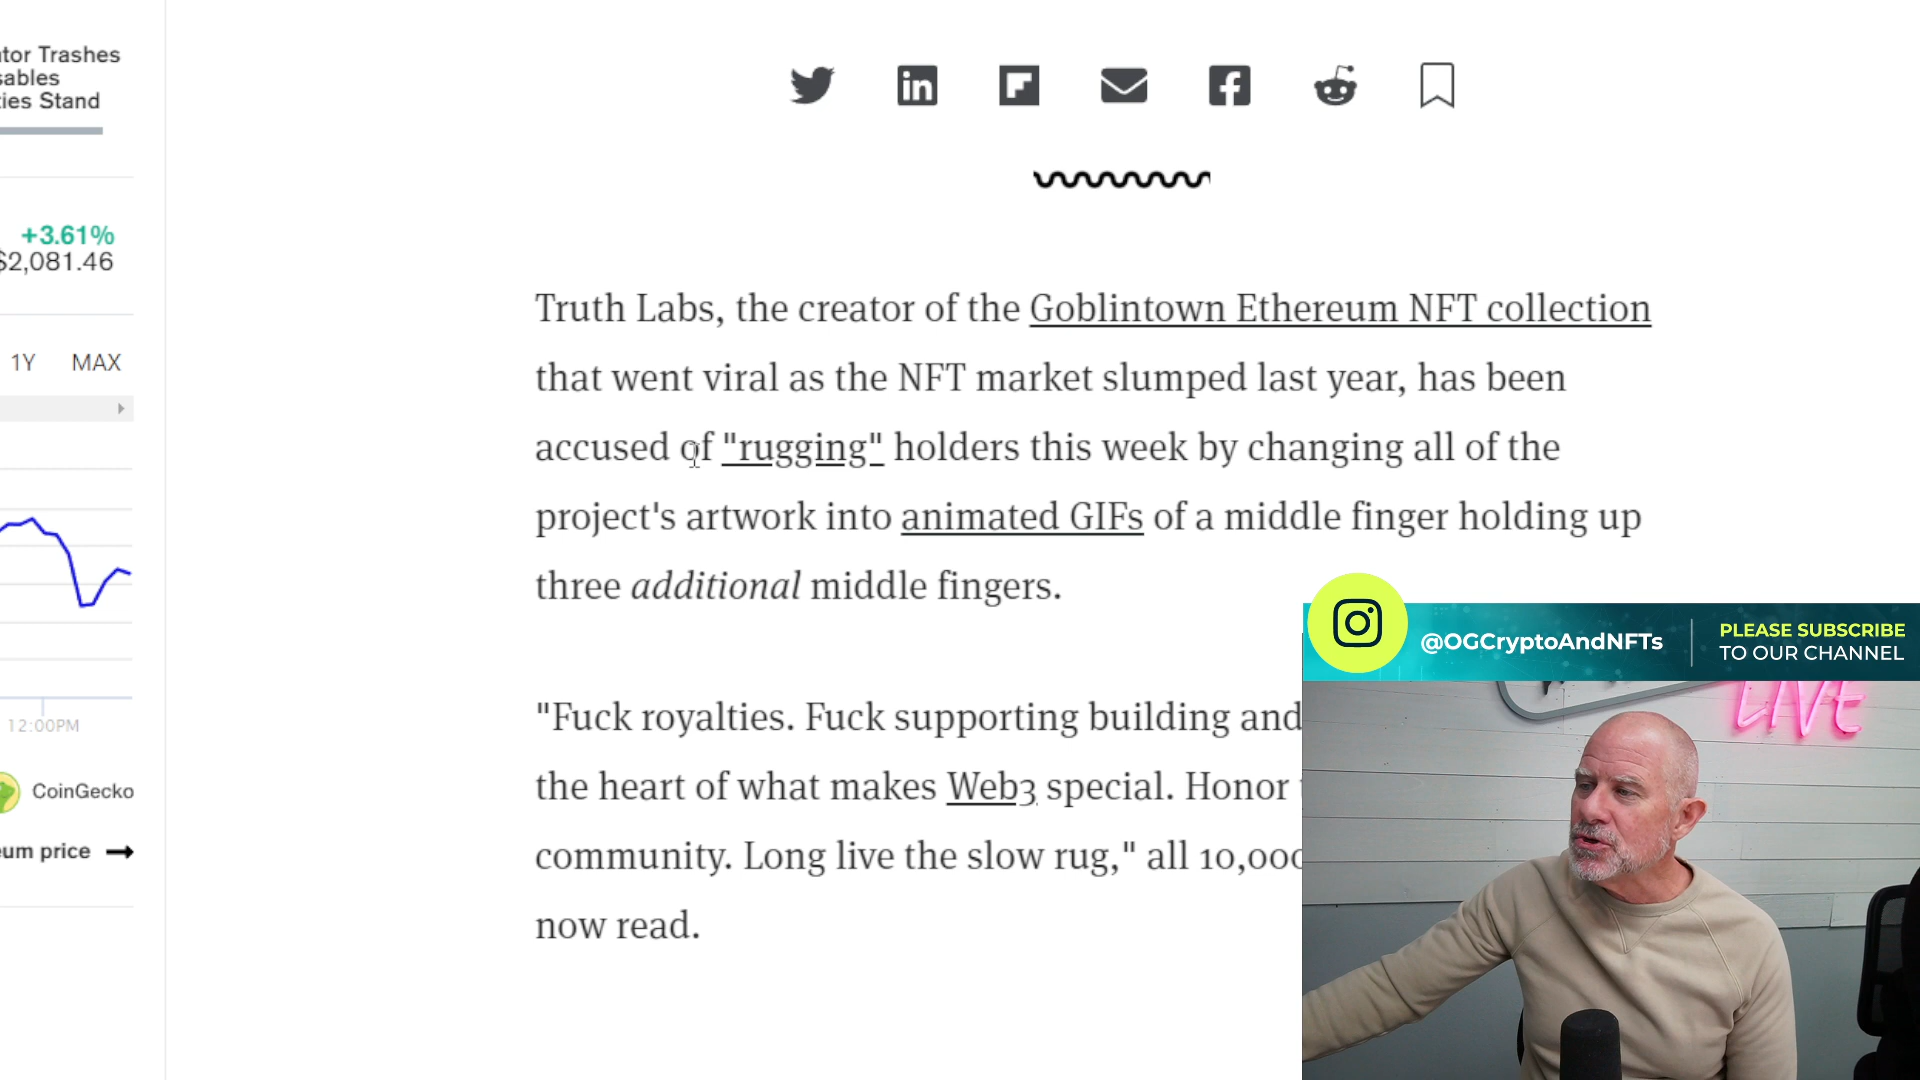 tor Trashes
sables
ties Stand
+3.61%
$2,081.46
1Y MAX
12:00PM
CoinGecko
um price
Truth Labs, the creator of the Goblintown Ethereum NFT collection
that went viral as the NFT market slumped last year, has been
accused of "rugging" holders this week by changing all of the
project's artwork into animated GIFs of a middle finger holding up
three additional middle fingers.
"Fuck royalties. Fuck supporting building and
the heart of what makes Web3 special. Honor
community. Long live the slow rug," all 10,000
now read.
@OGCryptoAndNFTs
PLEASE SUBSCRIBE
TO OUR CHANNEL
LIVE